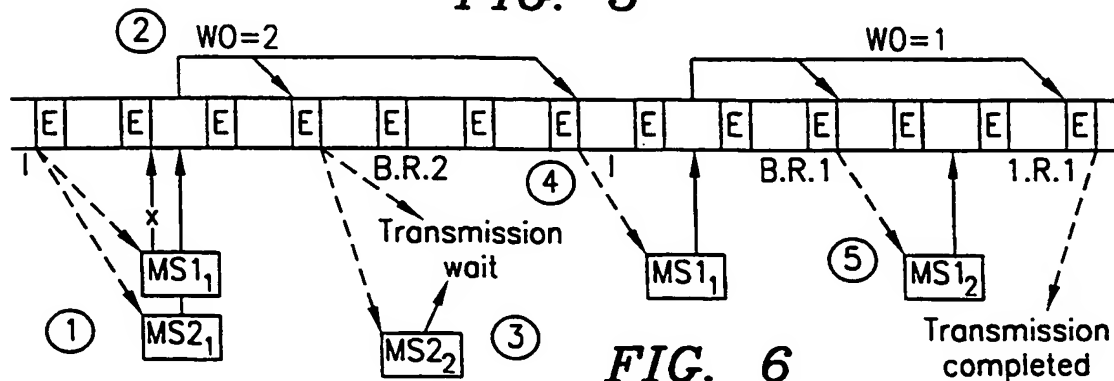 FIG. 5
2 WO=2 WO=1
E E E E E E E E E E E E E
I B.R.2 4 I B.R.1 1.R.1
x
Transmission
wait
MS1₁ MS1₁ 5 MS1₂
1 MS2₁ MS2₂ 3
Transmission
completed
FIG. 6